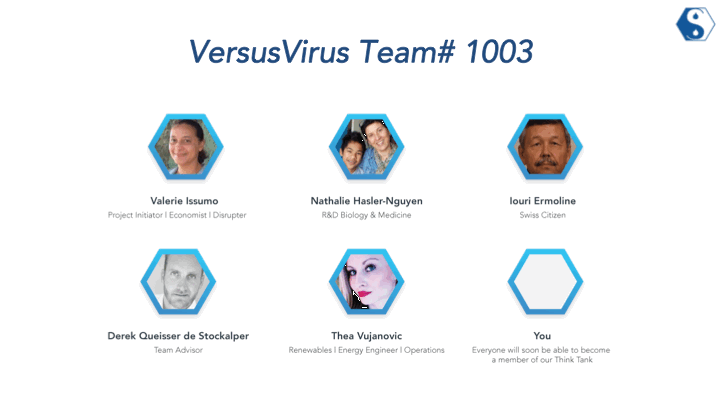 VersusVirus Team# 1003
Valerie Issumo
Project Initiator l Economist l Disrupter
Nathalie Hasler-Nguyen
R&D Biology & Medicine
Iouri Ermoline
Swiss Citizen
Derek Queisser de Stockalper
Team Advisor
Thea Vujanovic
Renewables l Energy Engineer l Operations
You
Everyone will soon be able to become
a member of our Think Tank